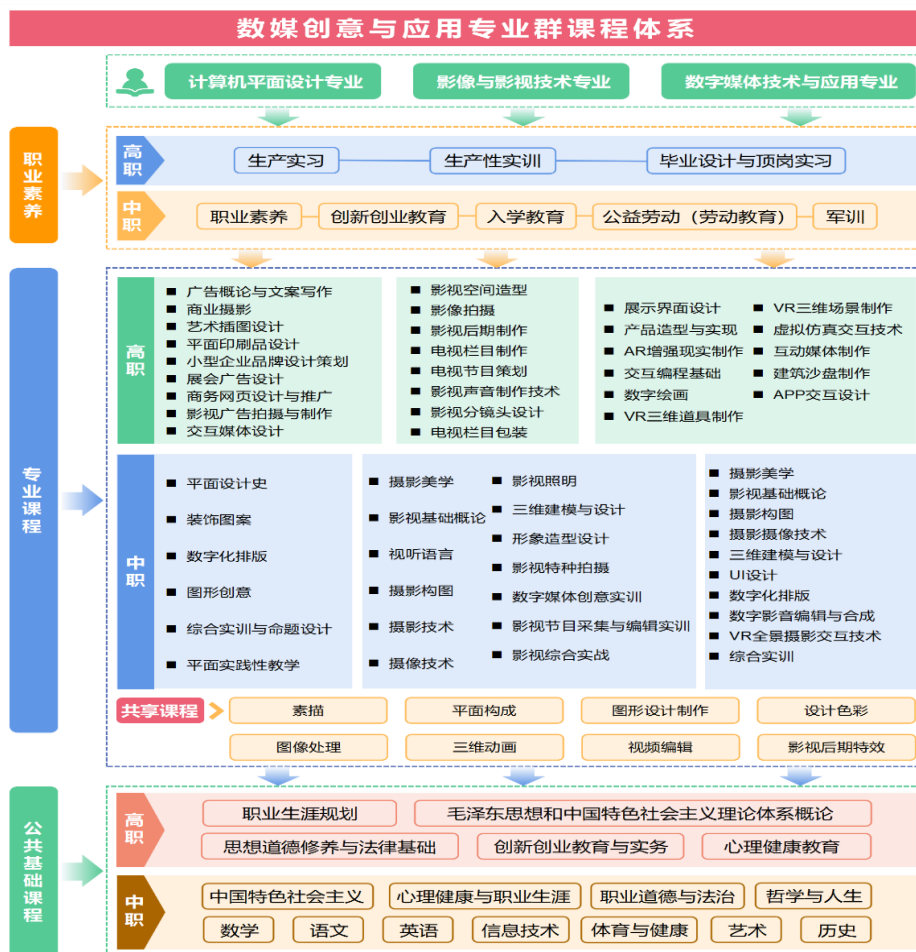 数媒创意与应用专业群课程体系
计算机平面设计专业
影像与影视技术专业
数字媒体技术与应用专业
职业素养
高职
生产实习
生产性实训
毕业设计与顶岗实习
中职
职业素养
创新创业教育
入学教育
公益劳动（劳动教育）
军训
专业课程
高职
■ 广告概论与文案写作
■ 商业摄影
■ 艺术插图设计
■ 平面印刷品设计
■ 小型企业品牌设计策划
■ 展会广告设计
■ 商务网页设计与推广
■ 影视广告拍摄与制作
■ 交互媒体设计
■ 影视空间造型
■ 影像拍摄
■ 影视后期制作
■ 电视栏目制作
■ 电视节目策划
■ 影视声音制作技术
■ 影视分镜头设计
■ 电视栏目包装
■ 展示界面设计
■ 产品造型与实现
■ AR增强现实制作
■ 交互编程基础
■ 数字绘画
■ VR三维道具制作
■ VR三维场景制作
■ 虚拟仿真交互技术
■ 互动媒体制作
■ 建筑沙盘制作
■ APP交互设计
中职
■ 平面设计史
■ 装饰图案
■ 数字化排版
■ 图形创意
■ 综合实训与命题设计
■ 平面实践性教学
■ 摄影美学
■ 影视基础概论
■ 视听语言
■ 摄影构图
■ 摄影技术
■ 摄像技术
■ 影视照明
■ 三维建模与设计
■ 形象造型设计
■ 影视特种拍摄
■ 数字媒体创意实训
■ 影视节目采集与编辑实训
■ 影视综合实战
■ 摄影美学
■ 影视基础概论
■ 摄影构图
■ 摄影摄像技术
■ 三维建模与设计
■ UI设计
■ 数字化排版
■ 数字影音编辑与合成
■ VR全景摄影交互技术
■ 综合实训
共享课程
素描
平面构成
图形设计制作
设计色彩
图像处理
三维动画
视频编辑
影视后期特效
公共基础课程
高职
职业生涯规划
毛泽东思想和中国特色社会主义理论体系概论
思想道德修养与法律基础
创新创业教育与实务
心理健康教育
中职
中国特色社会主义
心理健康与职业生涯
职业道德与法治
哲学与人生
数学
语文
英语
信息技术
体育与健康
艺术
历史